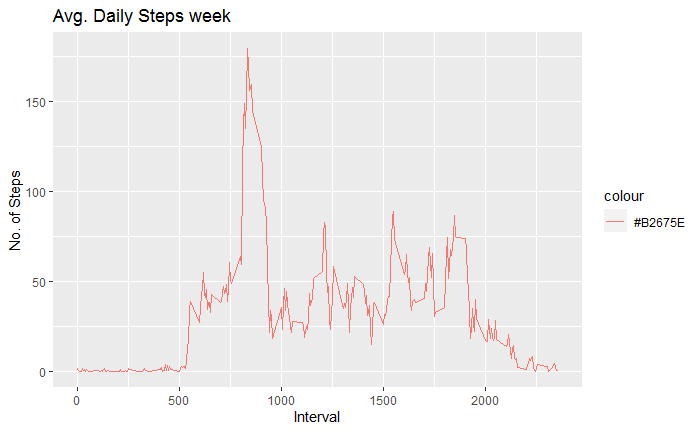 Avg. Daily Steps week
No. of Steps
150
100
50
0
0 500 1000 1500 2000
Interval
colour
#B2675E